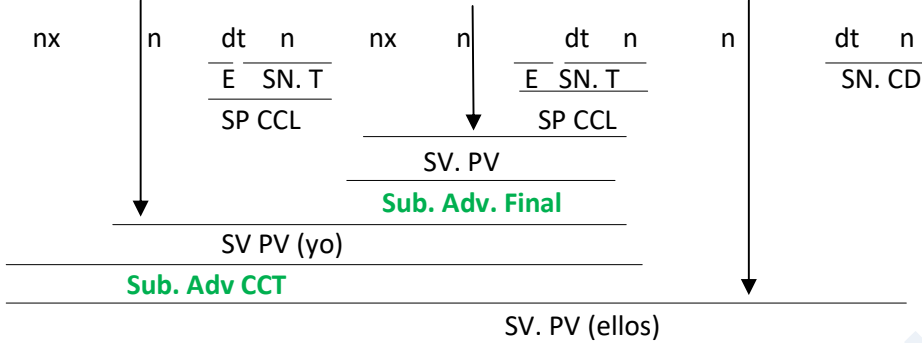 nx n dt n nx n dt n n dt n
E SN. T E SN. T SN. CD
SP CCL SP CCL
SV. PV
Sub. Adv. Final
SV PV (yo)
Sub. Adv CCT
SV. PV (ellos)